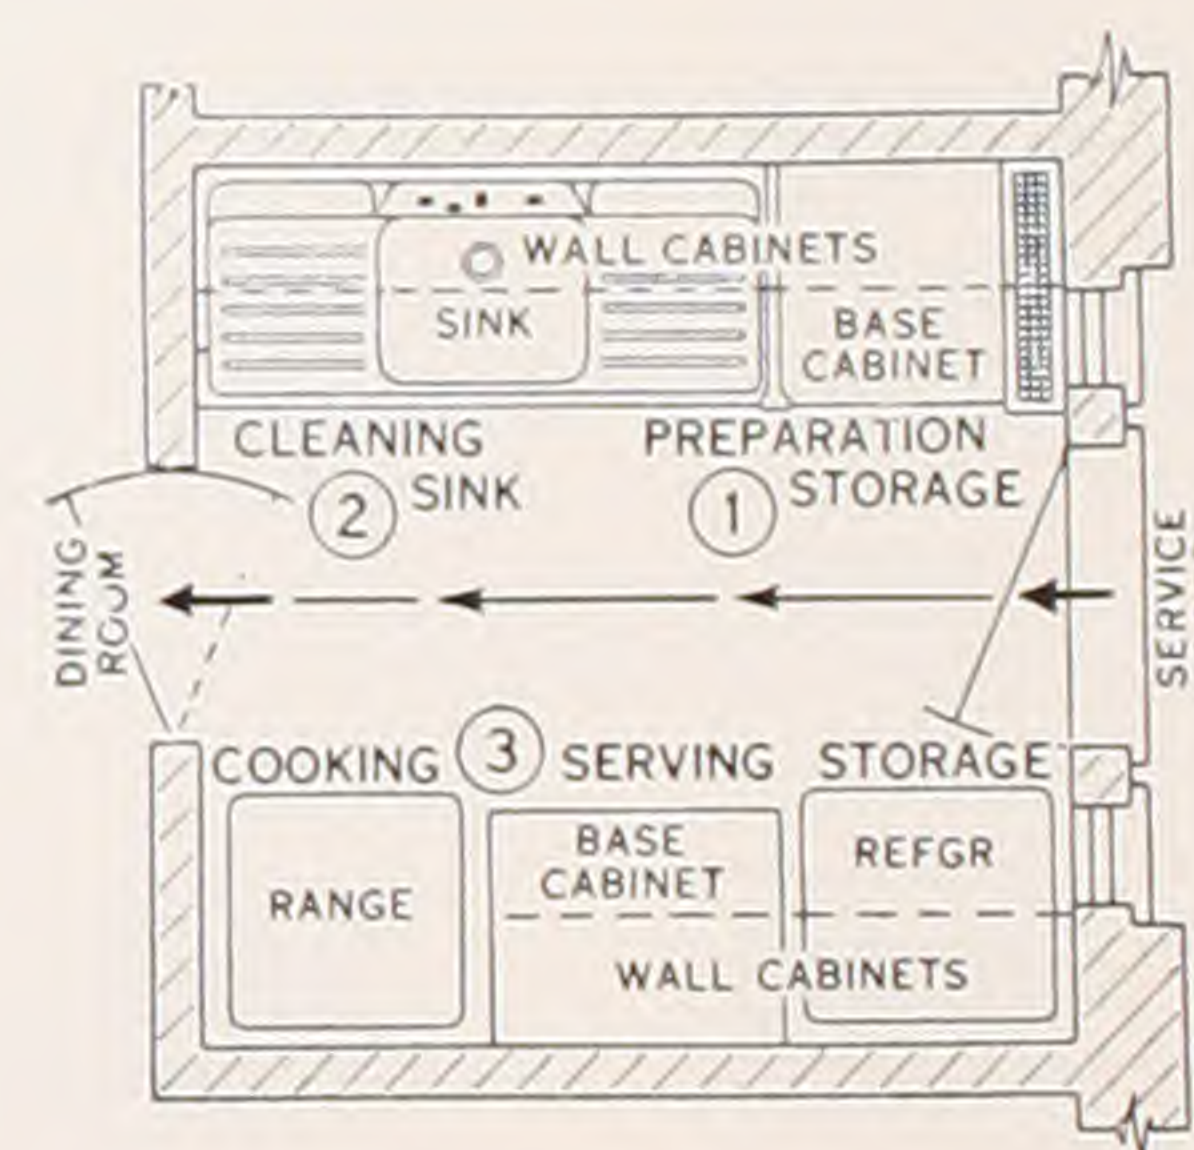 WALL CABINETS
SINK
BASE
CABINET
CLEANING
SINK
2
PREPARATION
STORAGE
1
DINING
ROOM
SERVICE
COOKING
3
SERVING
STORAGE
BASE
CABINET
REFGR
RANGE
WALL CABINETS